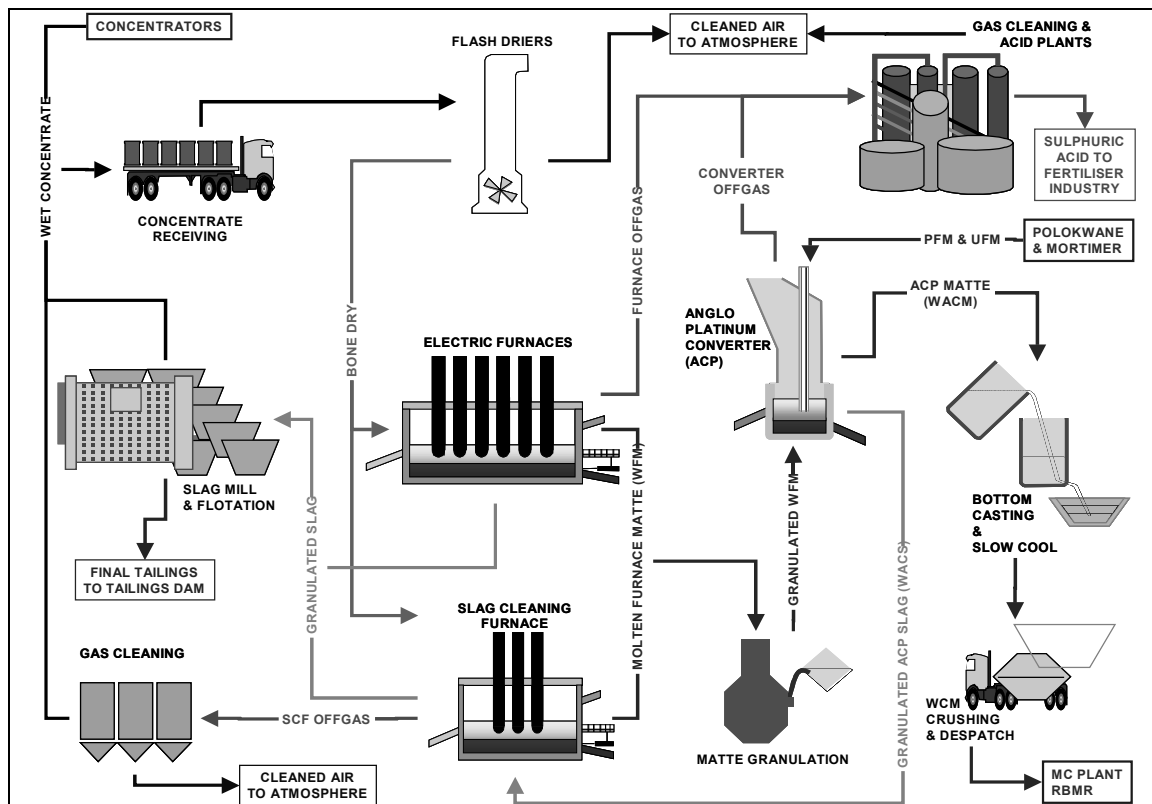 CONCENTRATORS
FLASH DRIERS
CLEANED AIR
TO ATMOSPHERE
GAS CLEANING &
ACID PLANTS
WET CONCENTRATE
CONCENTRATE
RECEIVING
FURNACE OFFGAS
CONVERTER
OFFGAS
SULPHURIC
ACID TO
FERTILISER
INDUSTRY
PFM & UFM
POLOKWANE
& MORTIMER
BONE DRY
ELECTRIC FURNACES
ANGLO
PLATINUM
CONVERTER
(ACP)
ACP MATTE
(WACM)
SLAG MILL
& FLOTATION
FINAL TAILINGS
TO TAILINGS DAM
GRANULATED SLAG
MOLTEN FURNACE MATTE (WFM)
GRANULATED WFM
GRANULATED ACP SLAG (WACS)
BOTTOM
CASTING
&
SLOW COOL
SLAG CLEANING
FURNACE
GAS CLEANING
SCF OFFGAS
MATTE GRANULATION
WCM
CRUSHING
& DESPATCH
CLEANED AIR
TO ATMOSPHERE
MC PLANT
RBMR